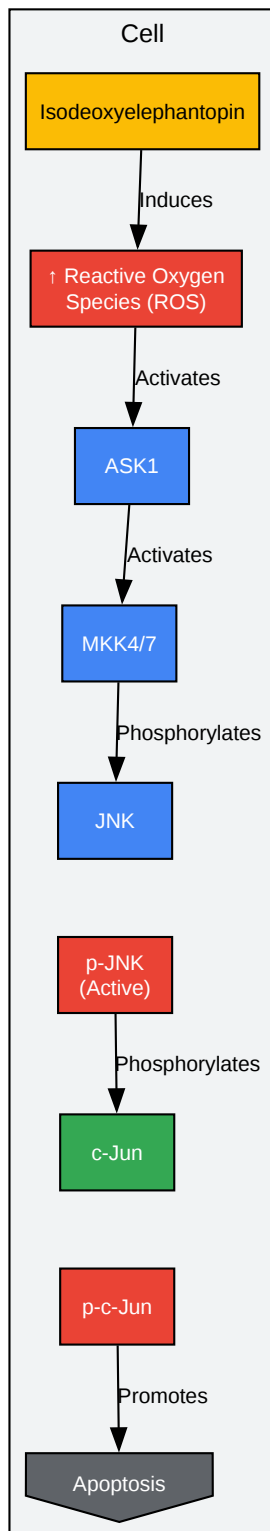 Cell
Isodeoxyelephantopin
Induces
↑ Reactive Oxygen
Species (ROS)
Activates
ASK1
Activates
MKK4/7
Phosphorylates
JNK
p-JNK
(Active)
Phosphorylates
c-Jun
p-c-Jun
Promotes
Apoptosis